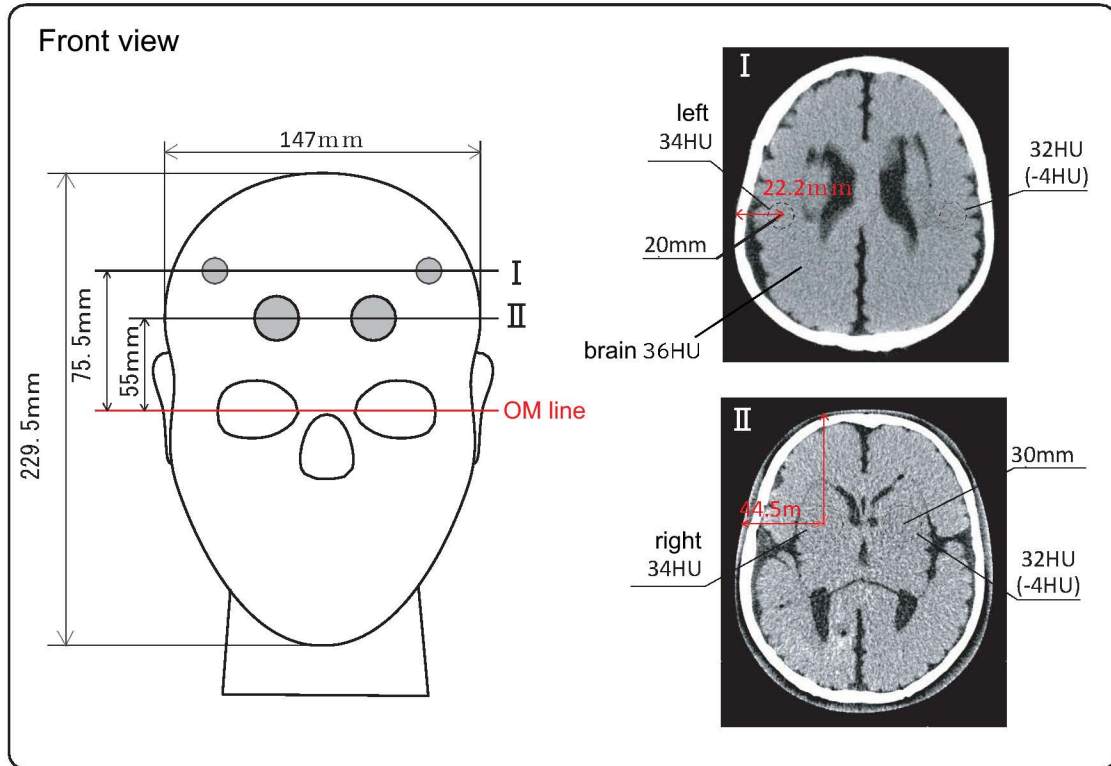 Front view
147mm
229. 5mm
75. 5mm
55mm
I
II
OM line
I
left
34HU
22.2mm
20mm
brain 36HU
32HU
(-4HU)
II
44.5m
30mm
right
34HU
32HU
(-4HU)